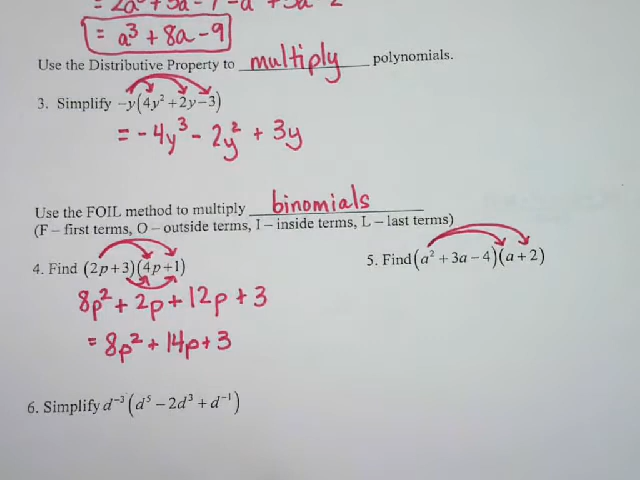 = a³ + 8a - 9
Use the Distributive Property to multiply polynomials.
3. Simplify -y(4y² + 2y - 3)
= -4y³ - 2y² + 3y
Use the FOIL method to multiply binomials
(F – first terms, O – outside terms, I – inside terms, L – last terms)
4. Find (2p + 3)(4p + 1)
5. Find (a² + 3a - 4)(a + 2)
8p² + 2p + 12p + 3
= 8p² + 14p + 3
6. Simplify d⁻³(d⁵ - 2d³ + d⁻¹)